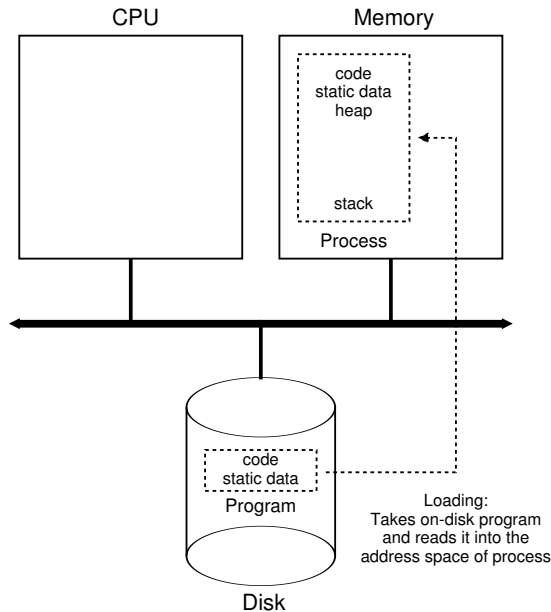 CPU
Memory
code
static data
heap
stack
Process
code
static data
Program
Loading:
Takes on-disk program
and reads it into the
address space of process
Disk